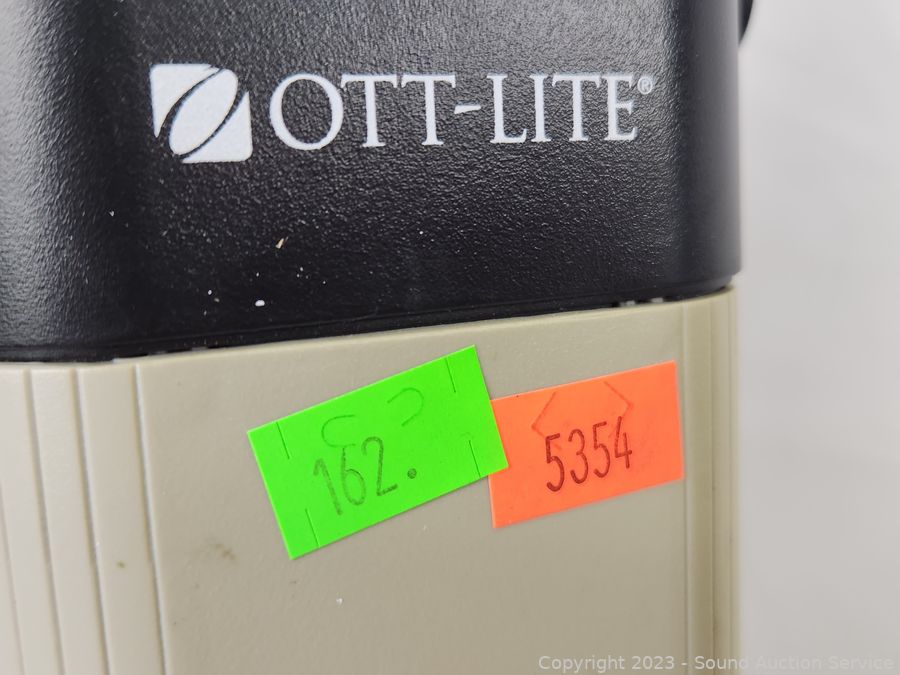 OTT-LITE®
162.
5354
Copyright 2023 - Sound Auction Service